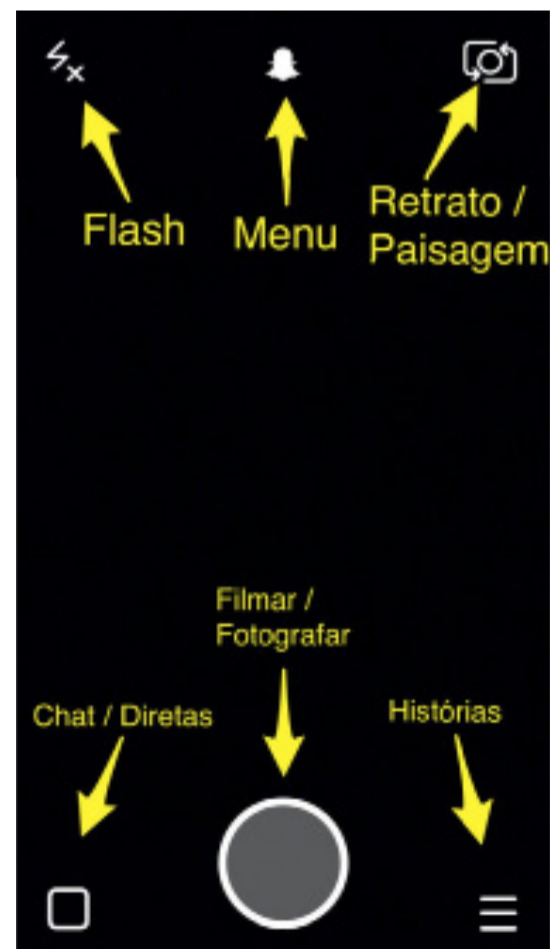 Flash
Menu
Retrato /
Paisagem
Filmar /
Fotografar
Chat / Diretas
Histórias